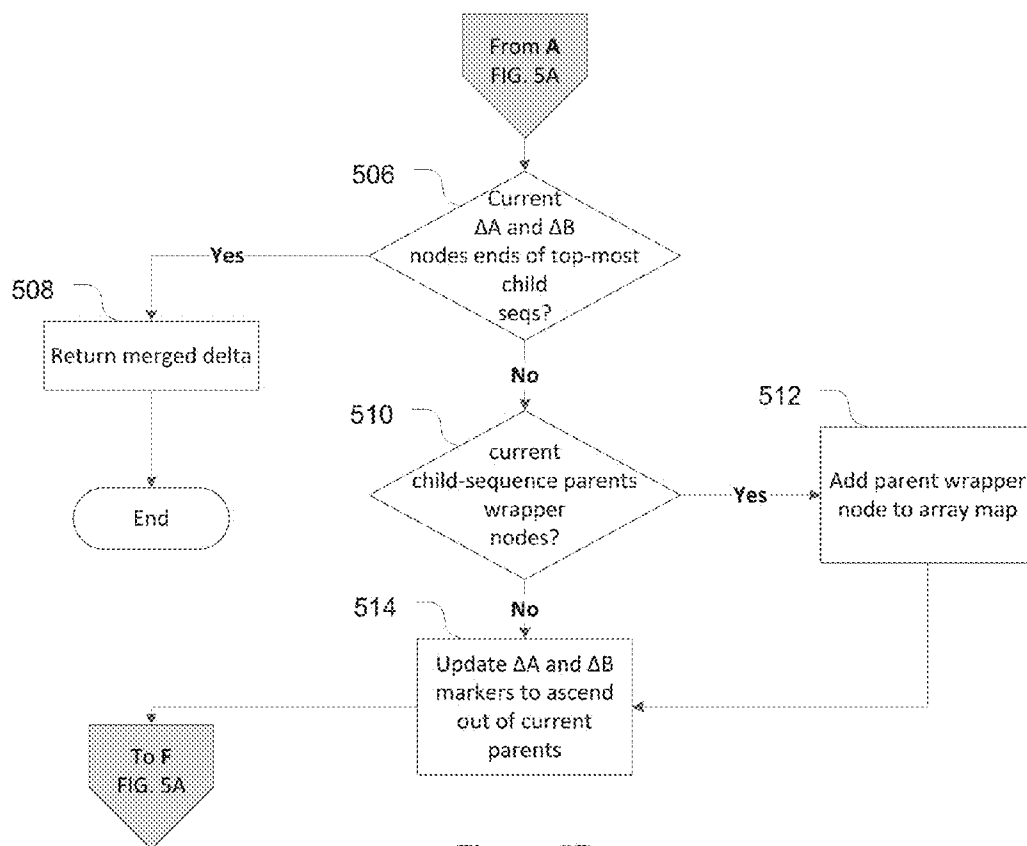 From A
FIG. 5A
506
Current
ΔA and ΔB
nodes ends of top-most
child
seqs?
Yes
508
Return merged delta
End
No
510
current
child-sequence parents
wrapper
nodes?
Yes
512
Add parent wrapper
node to array map
No
514
Update ΔA and ΔB
markers to ascend
out of current
parents
To F
FIG. 5A